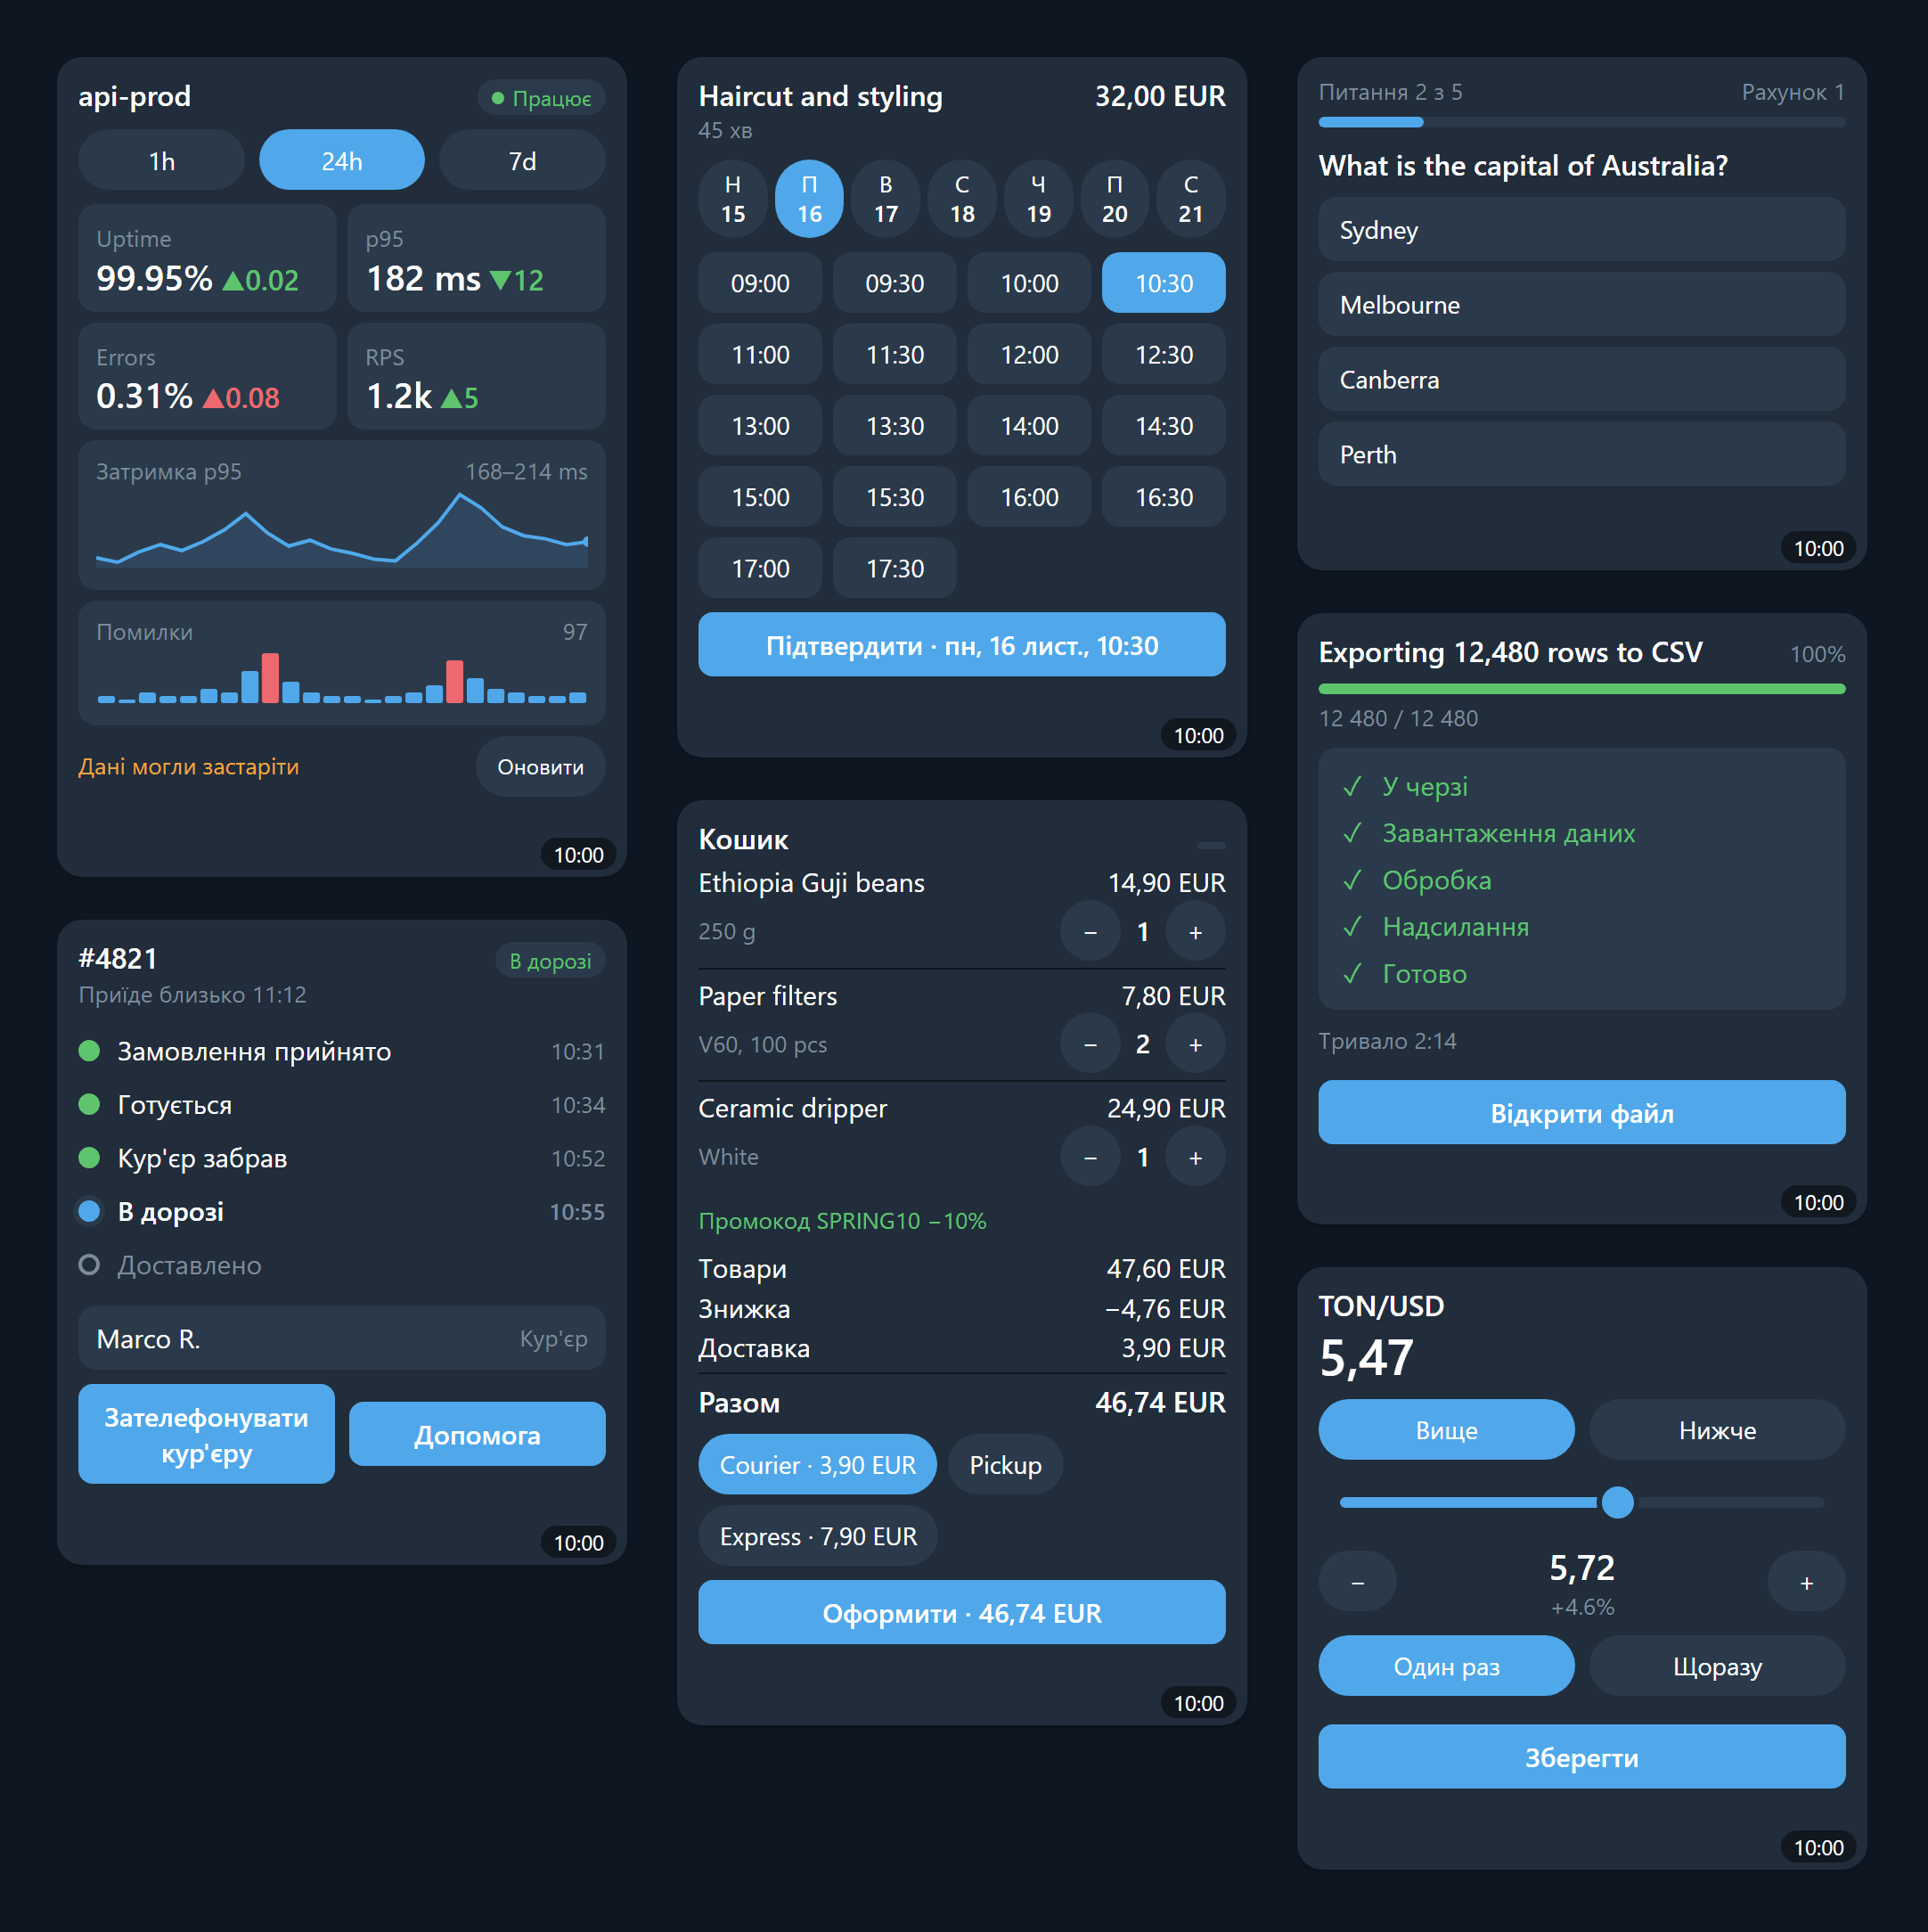 api-prod
Працює
1h
24h
7d
Uptime
99.95% ▲0.02
p95
182 ms ▼12
Errors
0.31% ▲0.08
RPS
1.2k ▲5
Затримка p95
168–214 ms
Помилки
97
Дані могли застаріти
Оновити
10:00
#4821
В дорозі
Приїде близько 11:12
Замовлення прийнято 10:31
Готується 10:34
Кур'єр забрав 10:52
В дорозі 10:55
Доставлено
Marco R. Кур'єр
Зателефонувати
кур'єру
Допомога
10:00
Haircut and styling 32,00 EUR
45 хв
Н П В С Ч П С
15 16 17 18 19 20 21
09:00 09:30 10:00 10:30
11:00 11:30 12:00 12:30
13:00 13:30 14:00 14:30
15:00 15:30 16:00 16:30
17:00 17:30
Підтвердити · пн, 16 лист., 10:30
10:00
Кошик
Ethiopia Guji beans 14,90 EUR
250 g − 1 +
Paper filters 7,80 EUR
V60, 100 pcs − 2 +
Ceramic dripper 24,90 EUR
White − 1 +
Промокод SPRING10 −10%
Товари 47,60 EUR
Знижка −4,76 EUR
Доставка 3,90 EUR
Разом 46,74 EUR
Courier · 3,90 EUR
Pickup
Express · 7,90 EUR
Оформити · 46,74 EUR
10:00
Питання 2 з 5 Рахунок 1
What is the capital of Australia?
Sydney
Melbourne
Canberra
Perth
10:00
Exporting 12,480 rows to CSV 100%
12 480 / 12 480
✓ У черзі
✓ Завантаження даних
✓ Обробка
✓ Надсилання
✓ Готово
Тривало 2:14
Відкрити файл
10:00
TON/USD
5,47
Вище
Нижче
− 5,72 +
+4.6%
Один раз
Щоразу
Зберегти
10:00